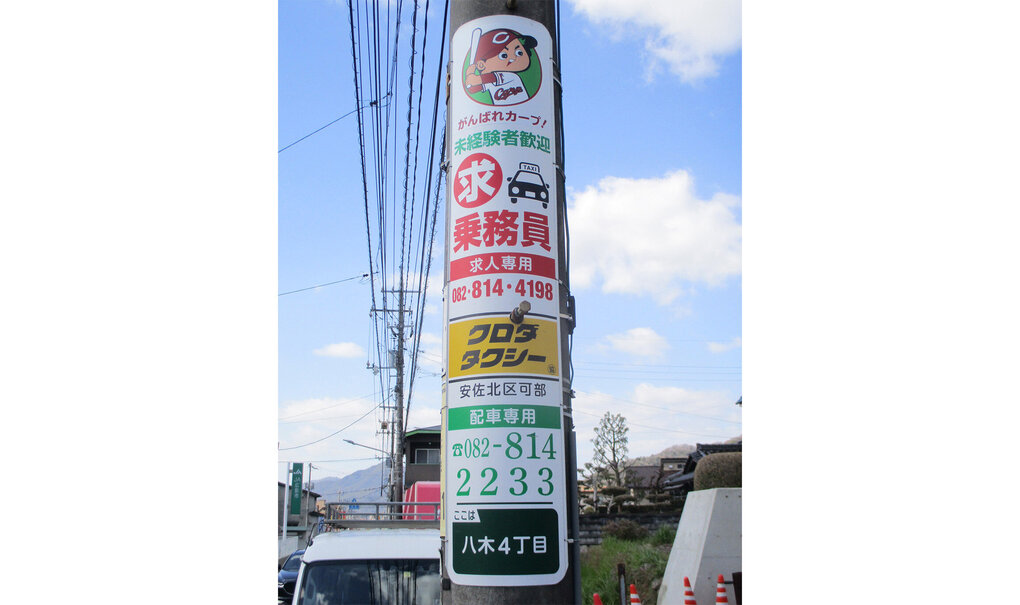 C
Carp
がんばれカープ!
未経験者歓迎
求
TAXI
乗務員
求人専用
082・814・4198
クロダ
タクシー
安佐北区可部
配車専用
☎082-814
2233
ここは
八木4丁目